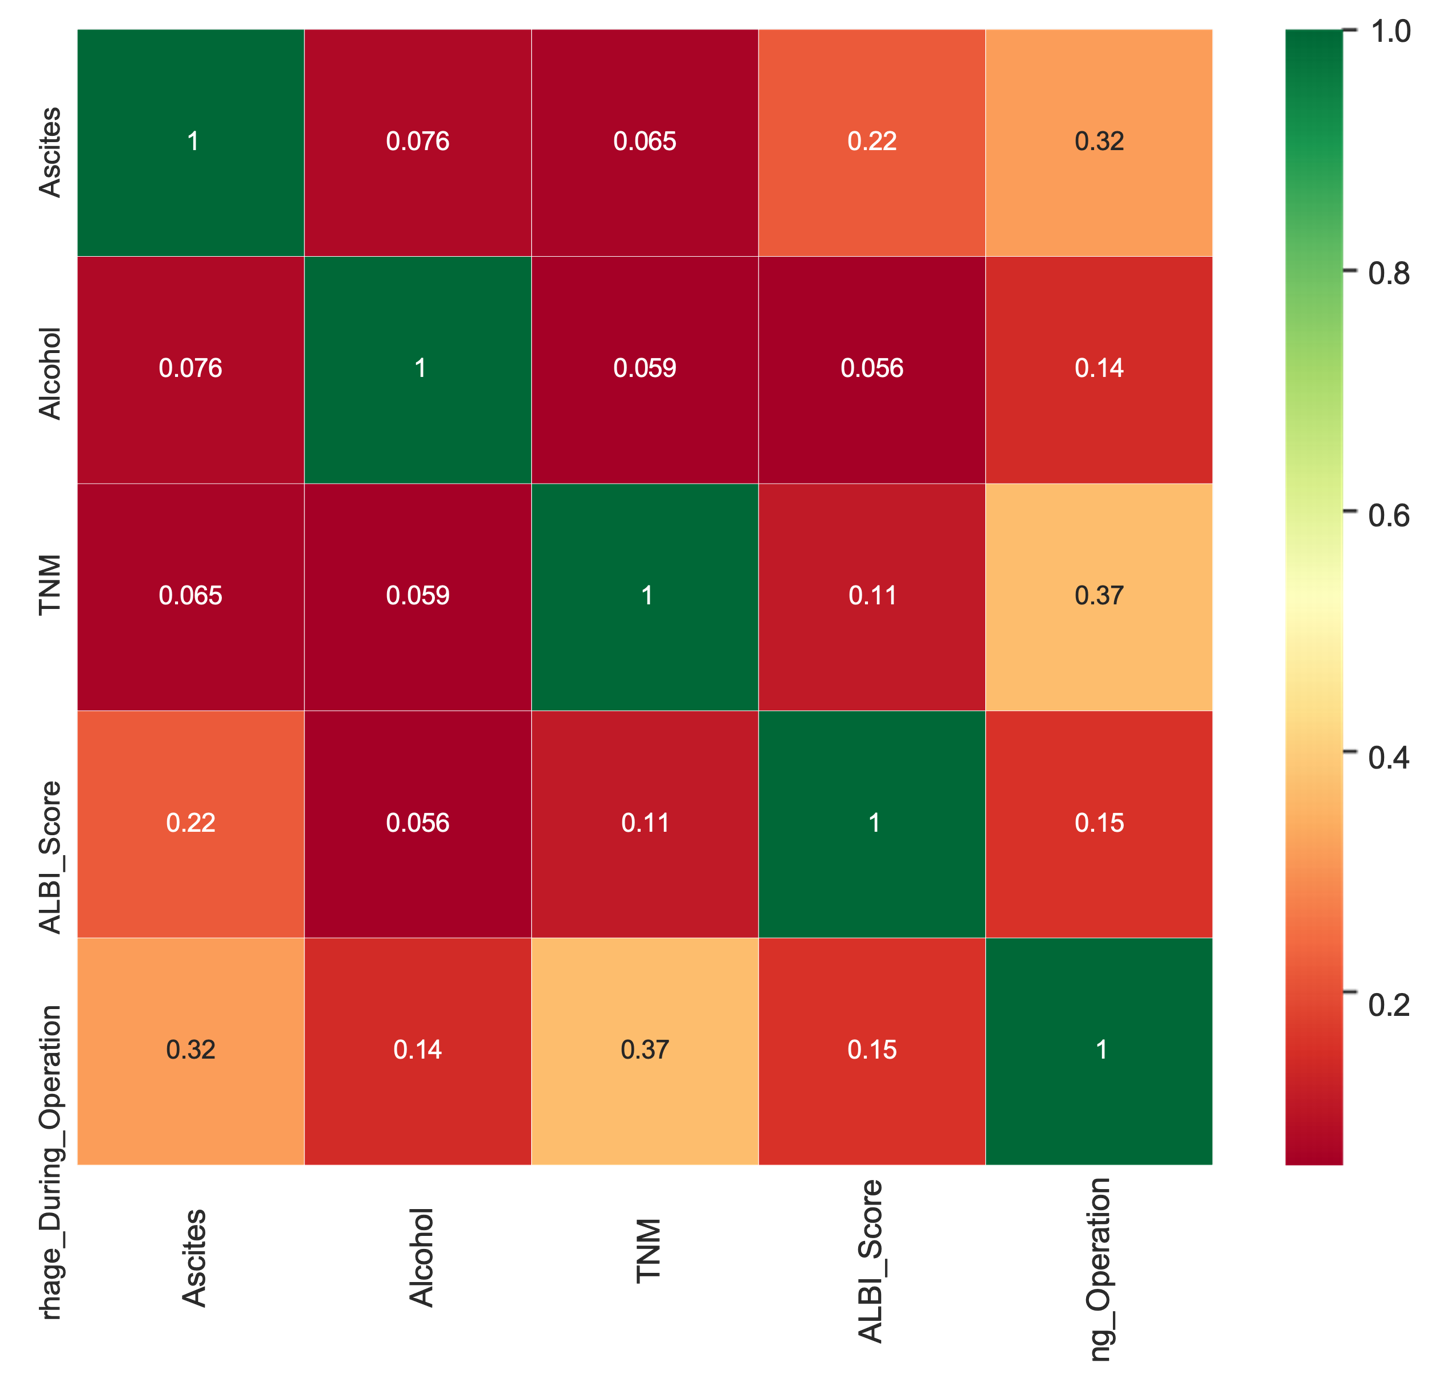 Ascites 1 0.076 0.065 0.22 0.32
Alcohol 0.076 1 0.059 0.056 0.14
TNM 0.065 0.059 1 0.11 0.37
ALBI_Score 0.22 0.056 0.11 1 0.15
rhage_During_Operation 0.32 0.14 0.37 0.15 1
Ascites Alcohol TNM ALBI_Score ng_Operation
1.0
0.8
0.6
0.4
0.2